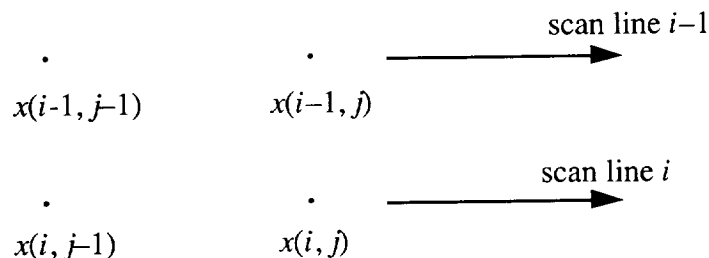 scan line i–1
x(i-1, j–1)
x(i–1, j)
scan line i
x(i, j–1)
x(i, j)